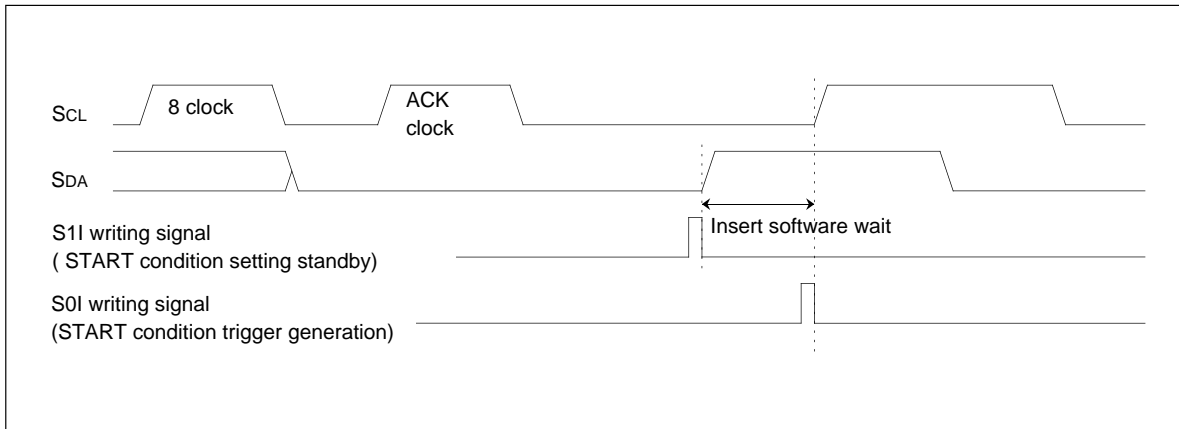 8 clock
ACK
clock
SCL
SDA
Insert software wait
S1I writing signal
( START condition setting standby)
S0I writing signal
(START condition trigger generation)